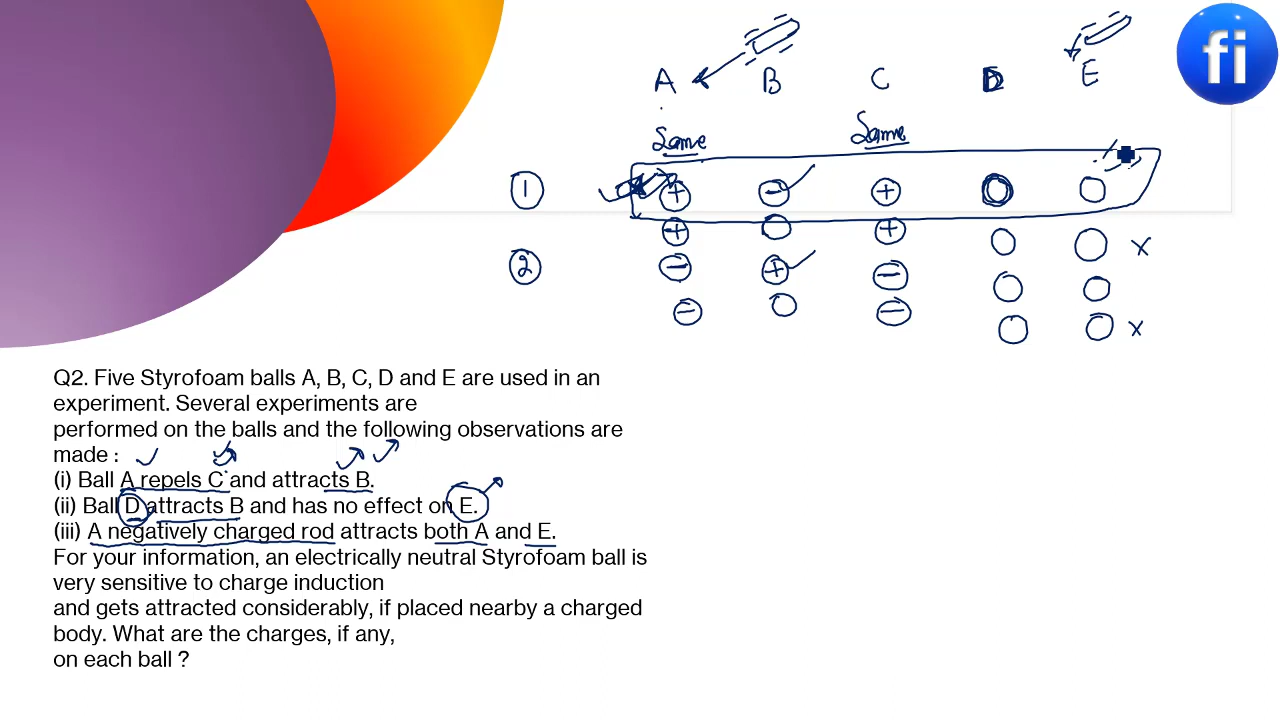 fi
A B C D E
Same Same
1 + - + O O
+ O + O O x
2 - + - O O
- O - O O x
Q2. Five Styrofoam balls A, B, C, D and E are used in an
experiment. Several experiments are
performed on the balls and the following observations are
made :
(i) Ball A repels C and attracts B.
(ii) Ball D attracts B and has no effect on E.
(iii) A negatively charged rod attracts both A and E.
For your information, an electrically neutral Styrofoam ball is
very sensitive to charge induction
and gets attracted considerably, if placed nearby a charged
body. What are the charges, if any,
on each ball ?